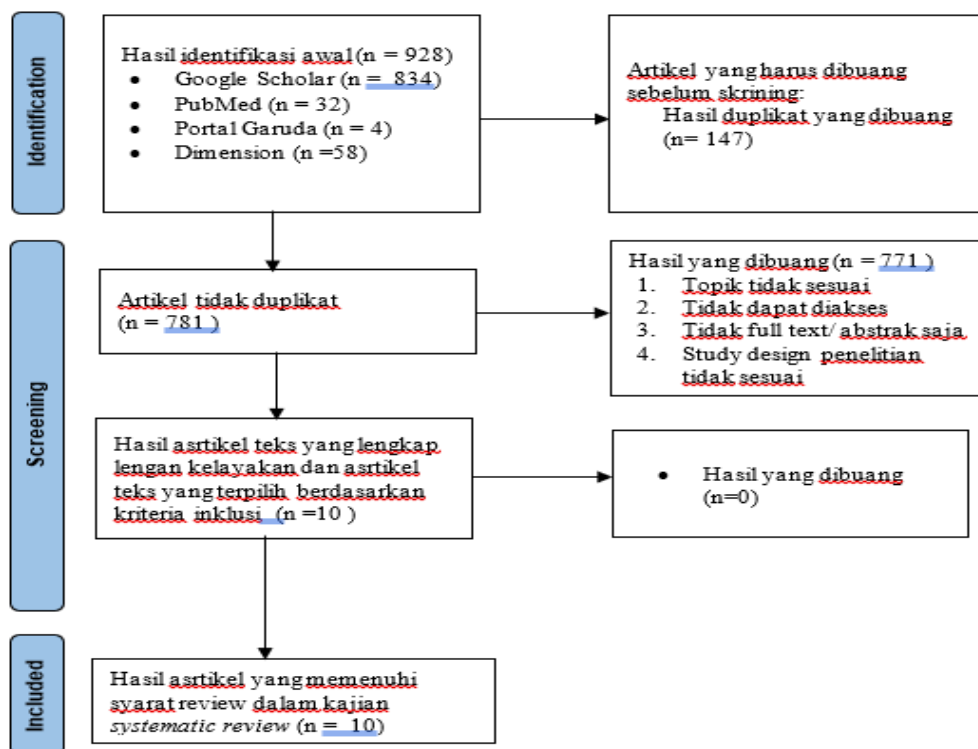 Identification
Hasil identifikasi awal (n = 928)
• Google Scholar (n = 834)
• PubMed (n = 32)
• Portal Garuda (n = 4)
• Dimension (n =58)
Artikel yang harus dibuang
sebelum skrining:
Hasil duplikat yang dibuang
(n= 147)
Screening
Artikel tidak duplikat
(n = 781 )
Hasil yang dibuang (n = 771 )
1. Topik tidak sesuai
2. Tidak dapat diakses
3. Tidak full text/ abstrak saja
4. Study design penelitian
tidak sesuai
Hasil asrtikel teks yang lengkap
lengan kelayakan dan asrtikel
teks yang terpilih berdasarkan
kriteria inklusi (n =10 )
• Hasil yang dibuang
(n=0)
Included
Hasil asrtikel yang memenuhi
syarat review dalam kajian
systematic review (n = 10)